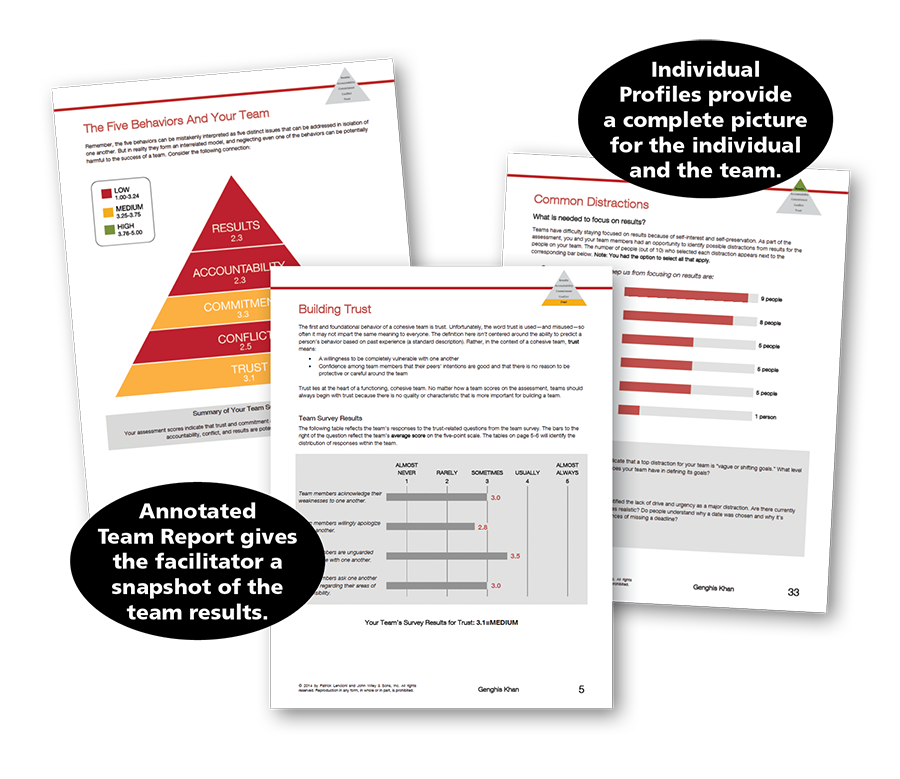 The Five Behaviors And Your Team
Remember, the five behaviors can be mistakenly interpreted as five distinct issues that can be addressed in isolation of
one another. But in reality they form an interrelated model, and neglecting even one of the behaviors can be potentially
harmful to the success of a team. Consider the following connection:
LOW
1.00-3.24
MEDIUM
3.25-3.75
HIGH
3.76-5.00
RESULTS
2.3
ACCOUNTABILITY
2.3
COMMITMEN
3.3
CONFLICT
2.5
TRUST
3.1
Summary of Your Team S
Your assessment scores indicate that trust and commitment
accountability, conflict, and results are pote
Annotated
Team Report gives
the facilitator a
snapshot of the
team results.
Building Trust
The first and foundational behavior of a cohesive team is trust. Unfortunately, the word trust is used—and misused—so
often it may not impart the same meaning to everyone. The definition here isn't centered around the ability to predict a
person's behavior based on past experience (a standard description). Rather, in the context of a cohesive team, trust
means:
• A willingness to be completely vulnerable with one another
• Confidence among team members that their peers' intentions are good and that there is no reason to be
protective or careful around the team
Trust lies at the heart of a functioning, cohesive team. No matter how a team scores on the assessment, teams should
always begin with trust because there is no quality or characteristic that is more important for building a team.
Team Survey Results
The following table reflects the team's responses to the trust-related questions from the team survey. The bars to the
right of the question reflect the team's average score on the five-point scale. The tables on page 5-6 will identify the
distribution of responses within the team.
ALMOST NEVER RARELY SOMETIMES USUALLY ALMOST ALWAYS
1 2 3 4 5
Team members acknowledge their
weaknesses to one another.
3.0
members willingly apologize
another.
2.8
mbers are unguarded
e with one another.
3.5
mbers ask one another
regarding their areas of
sibility.
3.0
Your Team's Survey Results for Trust: 3.1=MEDIUM
© 2014 by Patrick Lencioni and John Wiley & Sons, Inc. All rights
reserved. Reproduction in any form, in whole or in part, is prohibited.
Genghis Khan
5
Individual
Profiles provide
a complete picture
for the individual
and the team.
Common Distractions
What is needed to focus on results?
Teams have difficulty staying focused on results because of self-interest and self-preservation. As part of the
assessment, you and your team members had an opportunity to identify possible distractions from results for the
people on your team. The number of people (out of 10) who selected each distraction appears next to the
corresponding bar below. Note: You had the option to select all that apply.
eep us from focusing on results are:
9 people
8 people
5 people
5 people
5 people
1 person
dicate that a top distraction for your team is "vague or shifting goals." What level
does your team have in defining its goals?
tified the lack of drive and urgency as a major distraction. Are there currently
es realistic? Do people understand why a date was chosen and why it's
nces of missing a deadline?
Genghis Khan
33